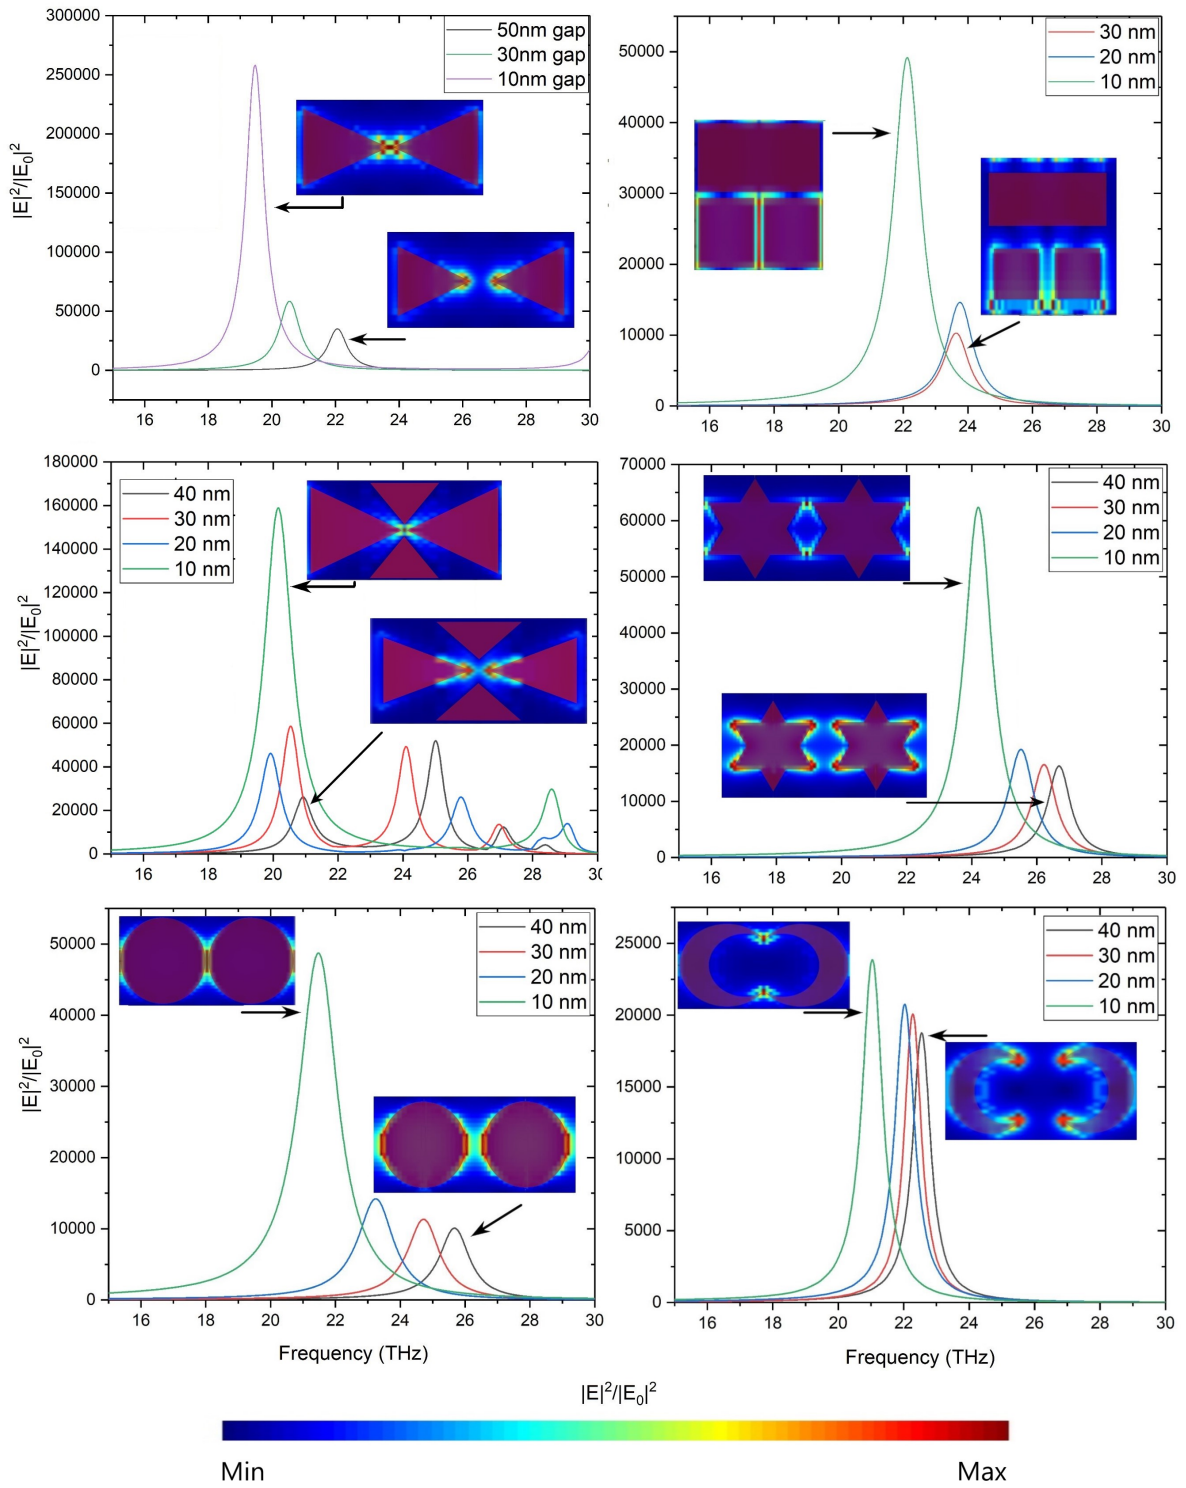 300000
250000
200000
150000
100000
50000
0
|E|²/|E₀|²
16 18 20 22 24 26 28 30
50nm gap
30nm gap
10nm gap
50000
40000
30000
20000
10000
0
16 18 20 22 24 26 28 30
30 nm
20 nm
10 nm
180000
160000
140000
120000
100000
80000
60000
40000
20000
0
|E|²/|E₀|²
16 18 20 22 24 26 28 30
40 nm
30 nm
20 nm
10 nm
70000
60000
50000
40000
30000
20000
10000
0
16 18 20 22 24 26 28 30
40 nm
30 nm
20 nm
10 nm
50000
40000
30000
20000
10000
0
|E|²/|E₀|²
16 18 20 22 24 26 28 30
Frequency (THz)
40 nm
30 nm
20 nm
10 nm
25000
20000
15000
10000
5000
0
16 18 20 22 24 26 28 30
Frequency (THz)
40 nm
30 nm
20 nm
10 nm
|E|²/|E₀|²
Min Max